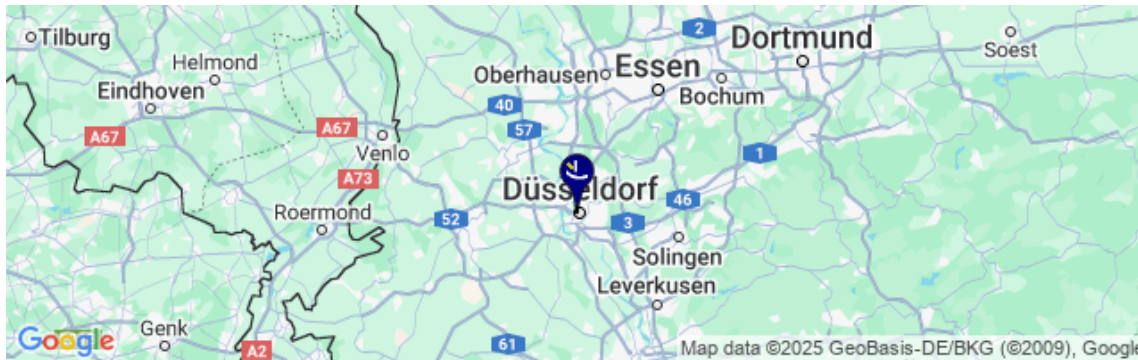 Tilburg
Helmond
Eindhoven
A67
A67
Venlo
A73
Roermond
Genk
A2
Oberhausen
Essen
Bochum
2
Dortmund
Soest
40
57
1
Düsseldorf
52
46
3
Solingen
Leverkusen
61
Google
Map data ©2025 GeoBasis-DE/BKG (©2009), Google